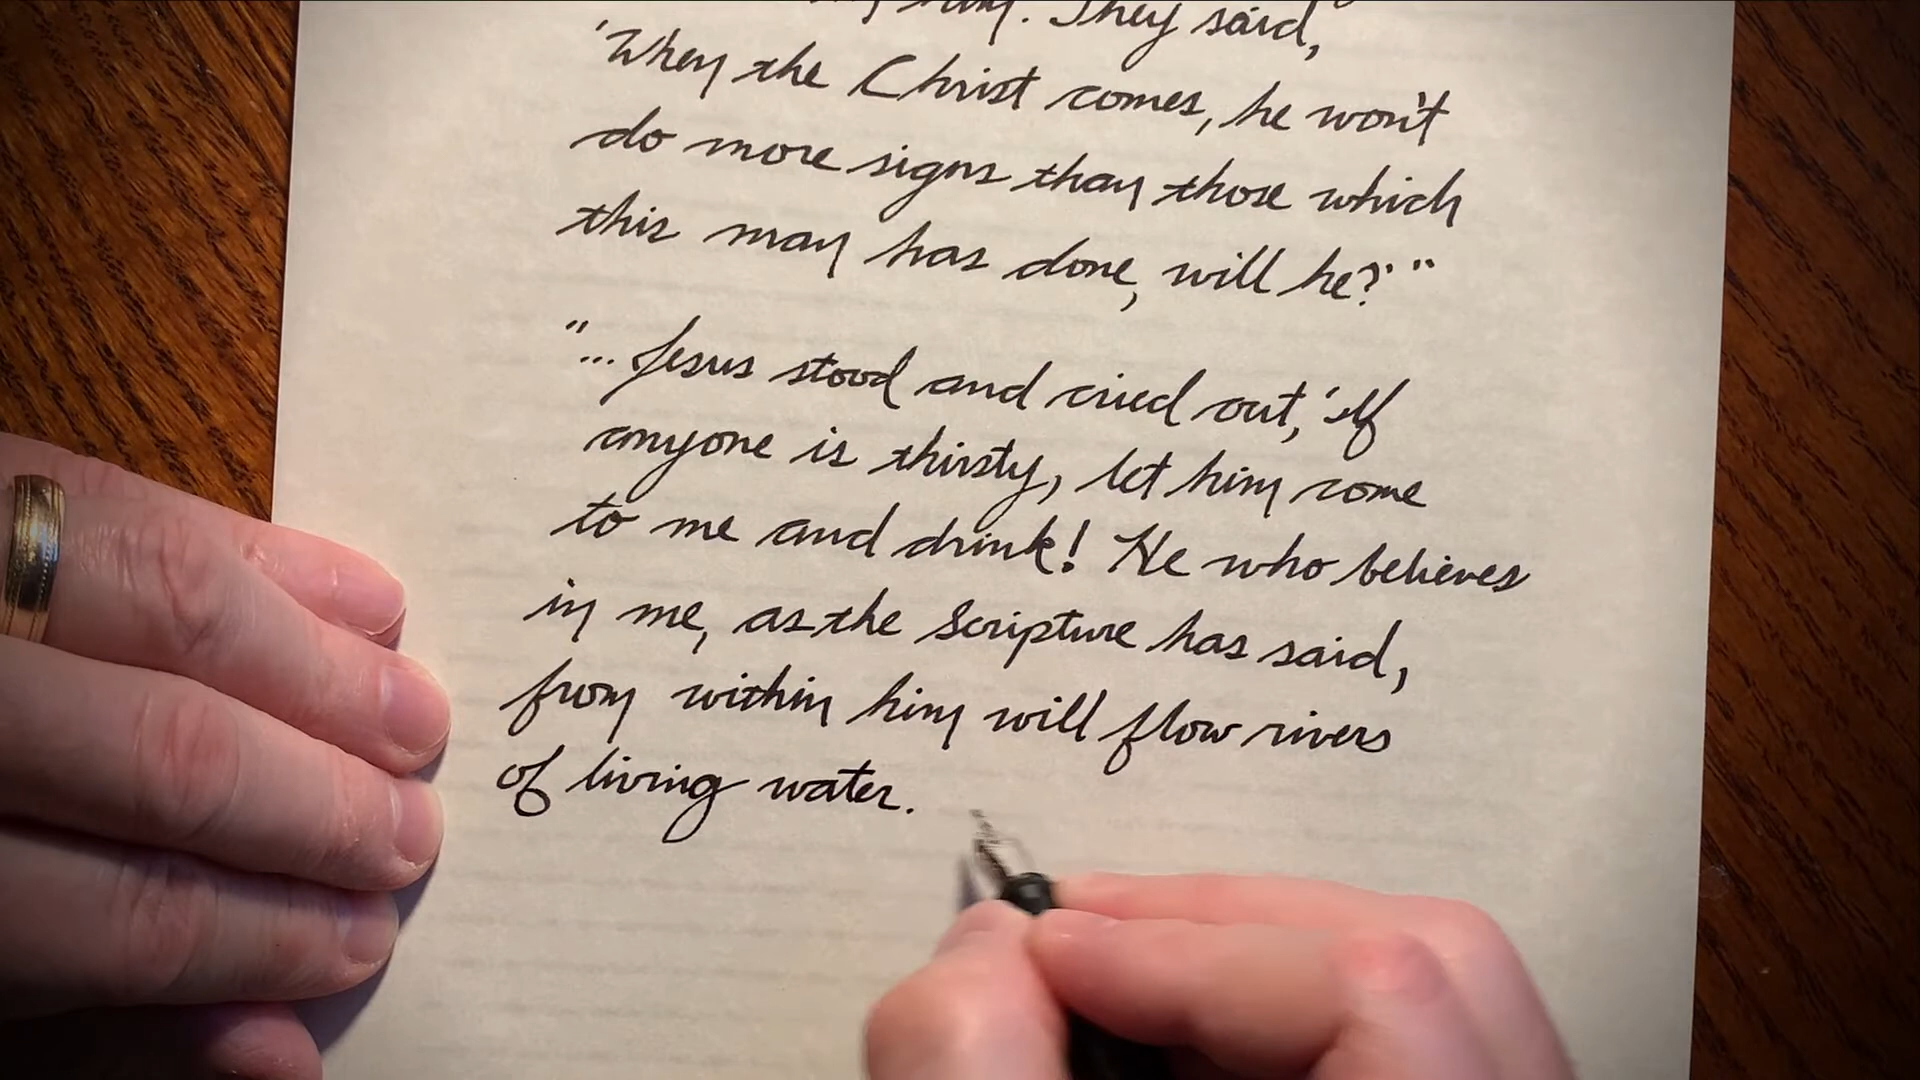 him. They said,
'When the Christ comes, he won't
do more signs than those which
this man has done, will he?' "
"... Jesus stood and cried out, 'If
anyone is thirsty, let him come
to me and drink! He who believes
in me, as the Scripture has said,
from within him will flow rivers
of living water.